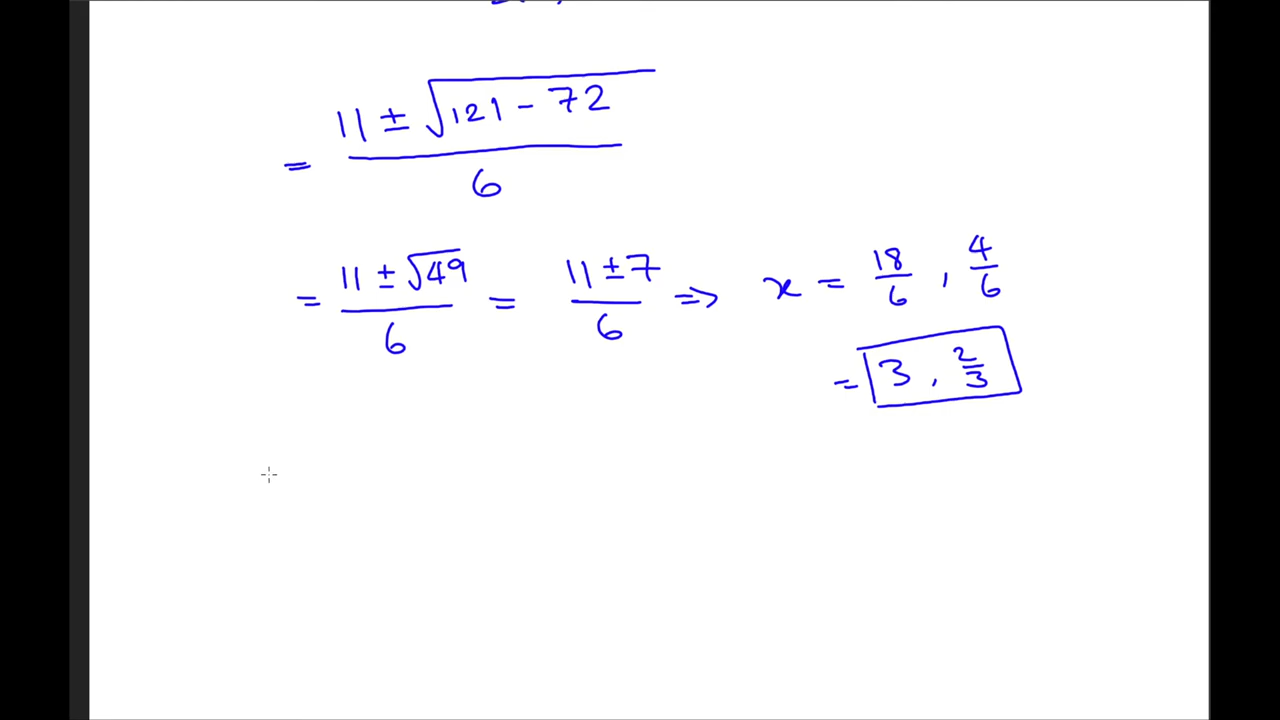 = (11 ± √(121 - 72)) / 6
= (11 ± √49) / 6 = (11 ± 7) / 6 ⇒ x = 18/6 , 4/6
= 3 , 2/3